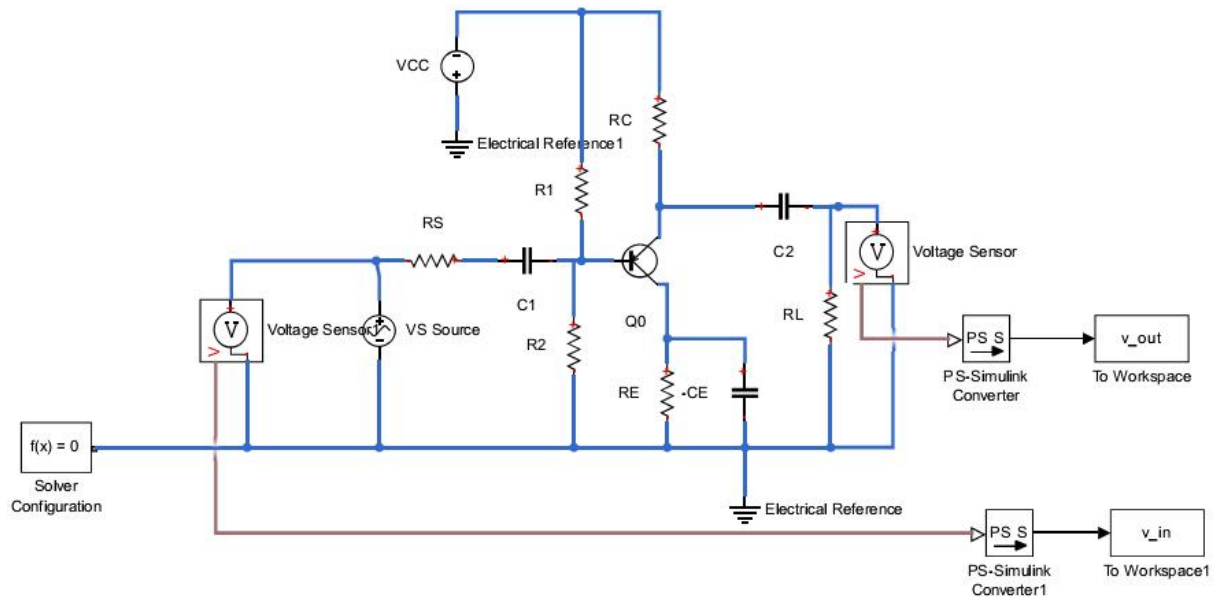 VCC
RC
Electrical Reference1
R1
RS
C2
Voltage Sensor
C1
Voltage Sensor1
VS Source
R2
Q0
RL
RE
-CE
PS S
v_out
PS-Simulink
Converter
To Workspace
f(x) = 0
Solver
Configuration
Electrical Reference
PS S
v_in
PS-Simulink
Converter1
To Workspace1
V
V
V
V